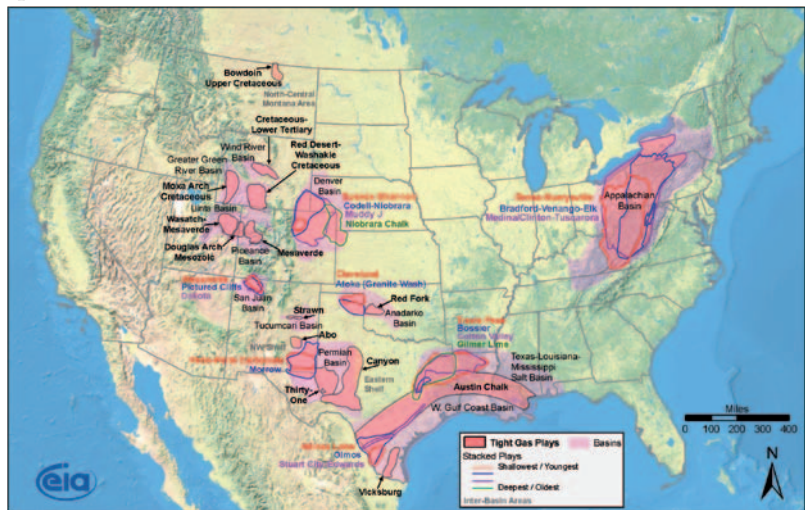 Bowdoin
Upper Cretaceous
North-Central
Montana Area
Cretaceous-
Lower Tertiary
Wind River
Basin
Red Desert-
Washakie
Cretaceous
Greater Green
River Basin
Moxa Arch
Cretaceous
Uinta Basin
Wasatch-
Mesaverde
Douglas Arch
Mesozoic
Piceance
Basin
Mesaverde
Denver
Basin
Codell-Niobrara
Muddy J
Niobrara Chalk
Berea-Murrysville
Bradford-Venango-Elk
Medina/Clinton-Tuscarora
Appalachian
Basin
Pictured Cliffs
Dakota
San Juan
Basin
Cleveland
Atoka (Granite Wash)
Red Fork
Anadarko
Basin
Strawn
Tucumcari Basin
Abo
Morrow
Permian
Basin
Canyon
Eastern
Shelf
Thirty-
One
Travis Peak
Bossier
Cotton Valley
Gilmer Lime
Texas-Louisiana-
Mississippi
Salt Basin
Austin Chalk
W. Gulf Coast Basin
Wilcox Lobo
Olmos
Stuart City-Edwards
Vicksburg
Miles
0 100 200 300 400
N
Tight Gas Plays
Basins
Stacked Plays
Shallowest / Youngest
Deepest / Oldest
Inter-Basin Areas
eia